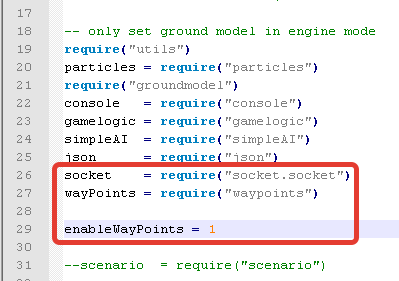 17
18 -- only set ground model in engine mode
19 require("utils")
20 particles = require("particles")
21 require("groundmodel")
22 console   = require("console")
23 gamelogic = require("gamelogic")
24 simpleAI  = require("simpleAI")
25 json      = require("json")
26 socket    = require("socket.socket")
27 wayPoints = require("waypoints")
28
29 enableWayPoints = 1
30
31 --scenario  = require("scenario")